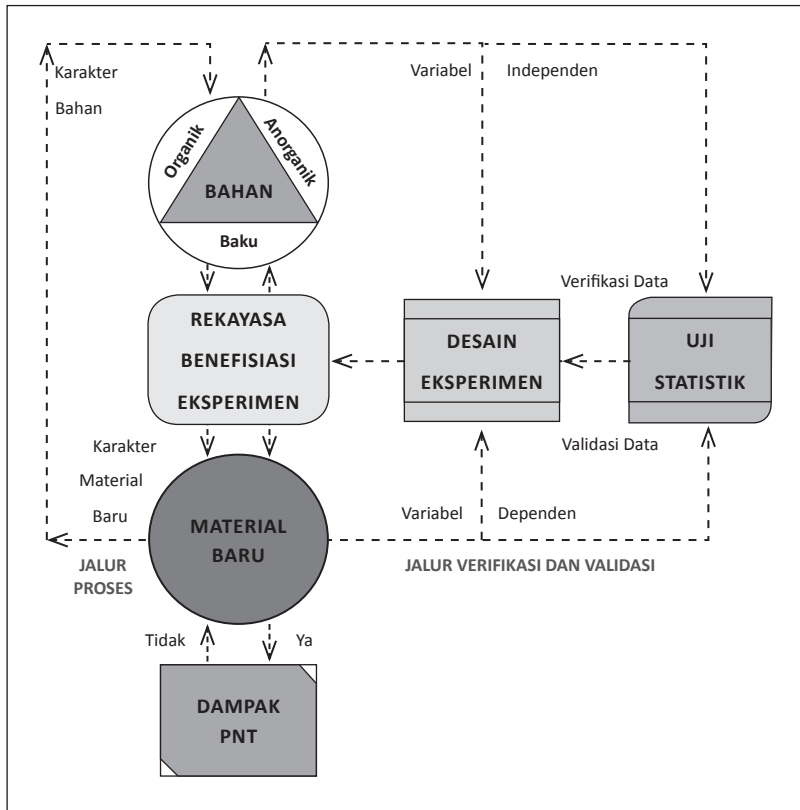 Karakter
Bahan
Variabel Independen
Organik
Anorganik
BAHAN
Baku
Verifikasi Data
REKAYASA
BENEFISIASI
EKSPERIMEN
DESAIN
EKSPERIMEN
UJI
STATISTIK
Validasi Data
Karakter
Material
Baru
MATERIAL
BARU
Variabel Dependen
JALUR
PROSES
JALUR VERIFIKASI DAN VALIDASI
Tidak
Ya
DAMPAK
PNT